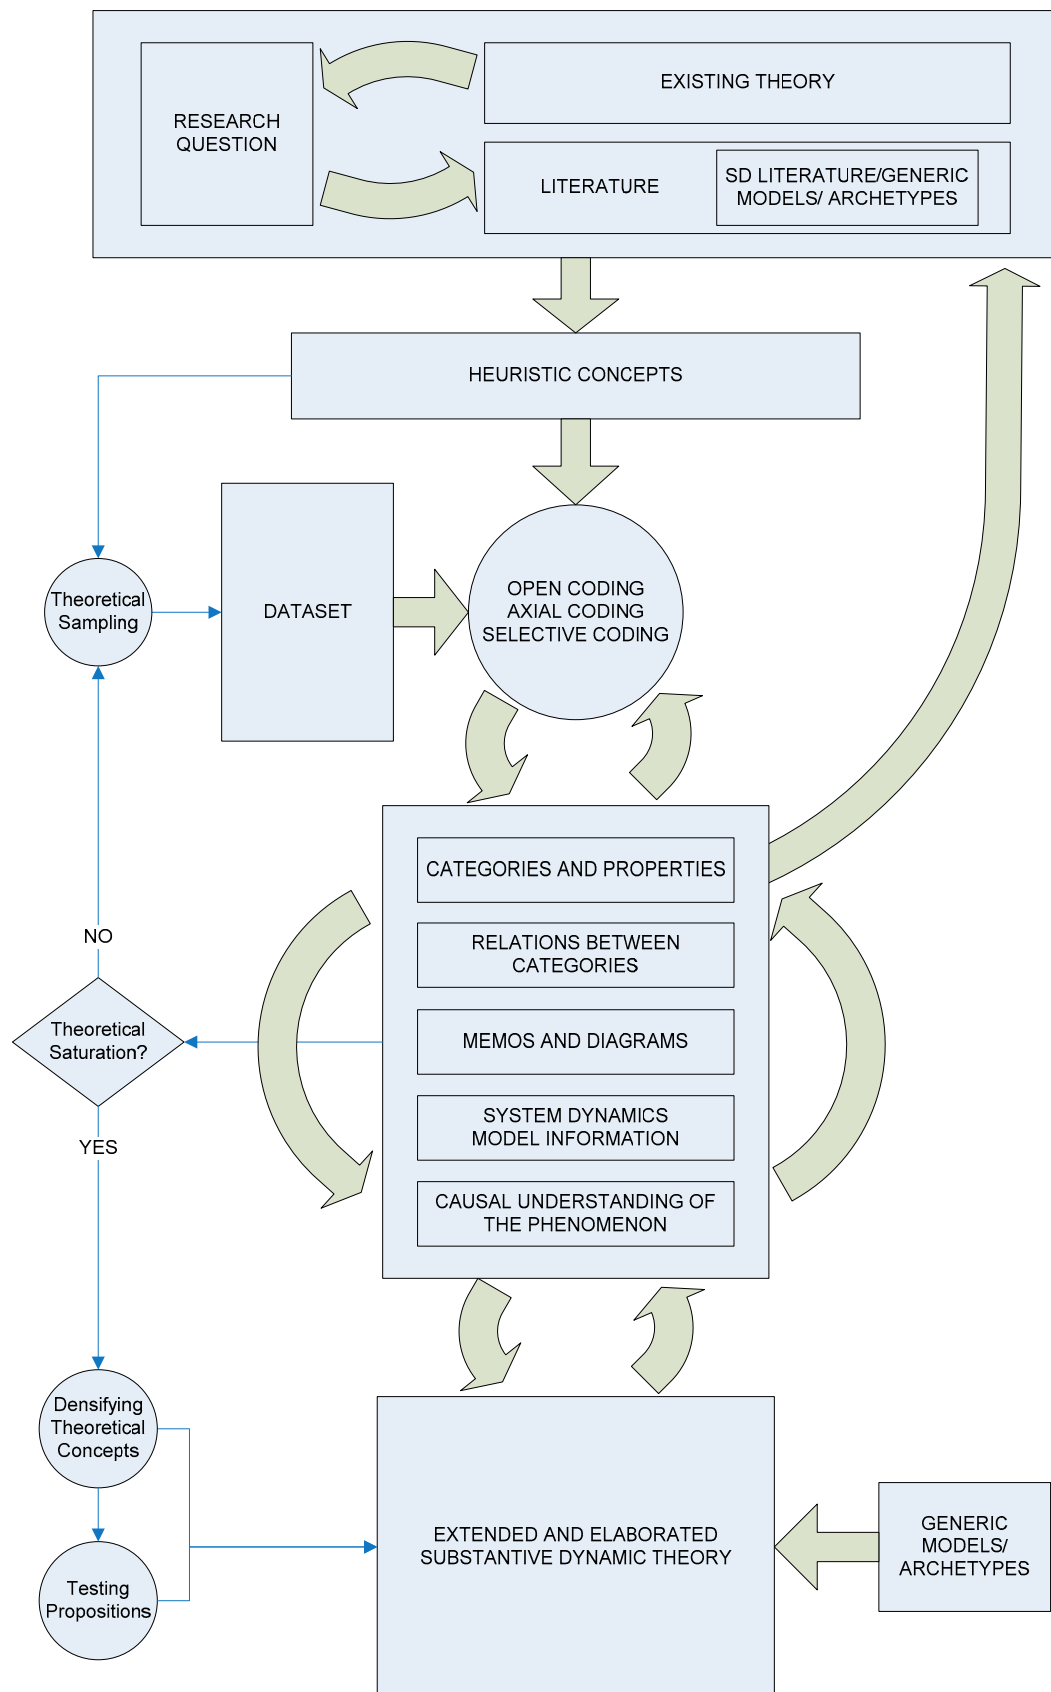 RESEARCH
QUESTION
EXISTING THEORY
LITERATURE
SD LITERATURE/GENERIC
MODELS/ ARCHETYPES
HEURISTIC CONCEPTS
Theoretical
Sampling
DATASET
OPEN CODING
AXIAL CODING
SELECTIVE CODING
CATEGORIES AND PROPERTIES
RELATIONS BETWEEN
CATEGORIES
NO
Theoretical
Saturation?
MEMOS AND DIAGRAMS
SYSTEM DYNAMICS
MODEL INFORMATION
YES
CAUSAL UNDERSTANDING OF
THE PHENOMENON
Densifying
Theoretical
Concepts
Testing
Propositions
EXTENDED AND ELABORATED
SUBSTANTIVE DYNAMIC THEORY
GENERIC
MODELS/
ARCHETYPES